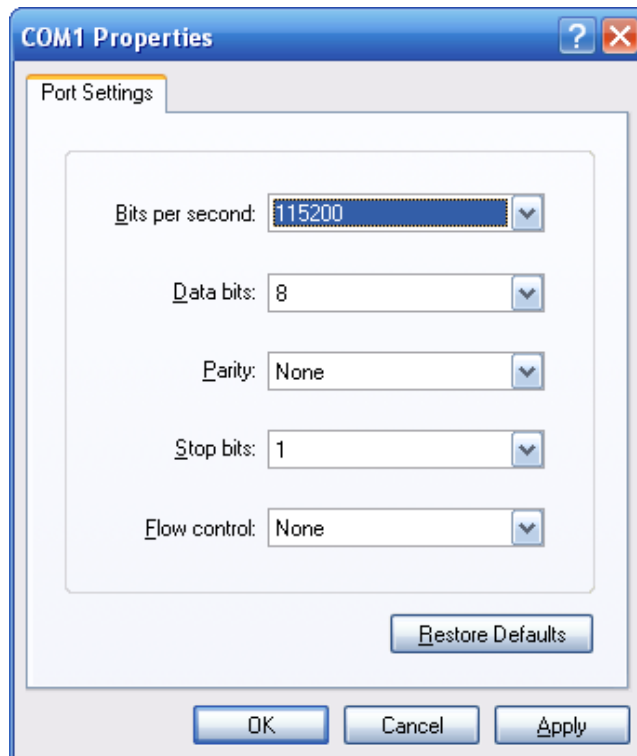 COM1 Properties
Port Settings
Bits per second: 115200
Data bits: 8
Parity: None
Stop bits: 1
Flow control: None
Restore Defaults
OK Cancel Apply